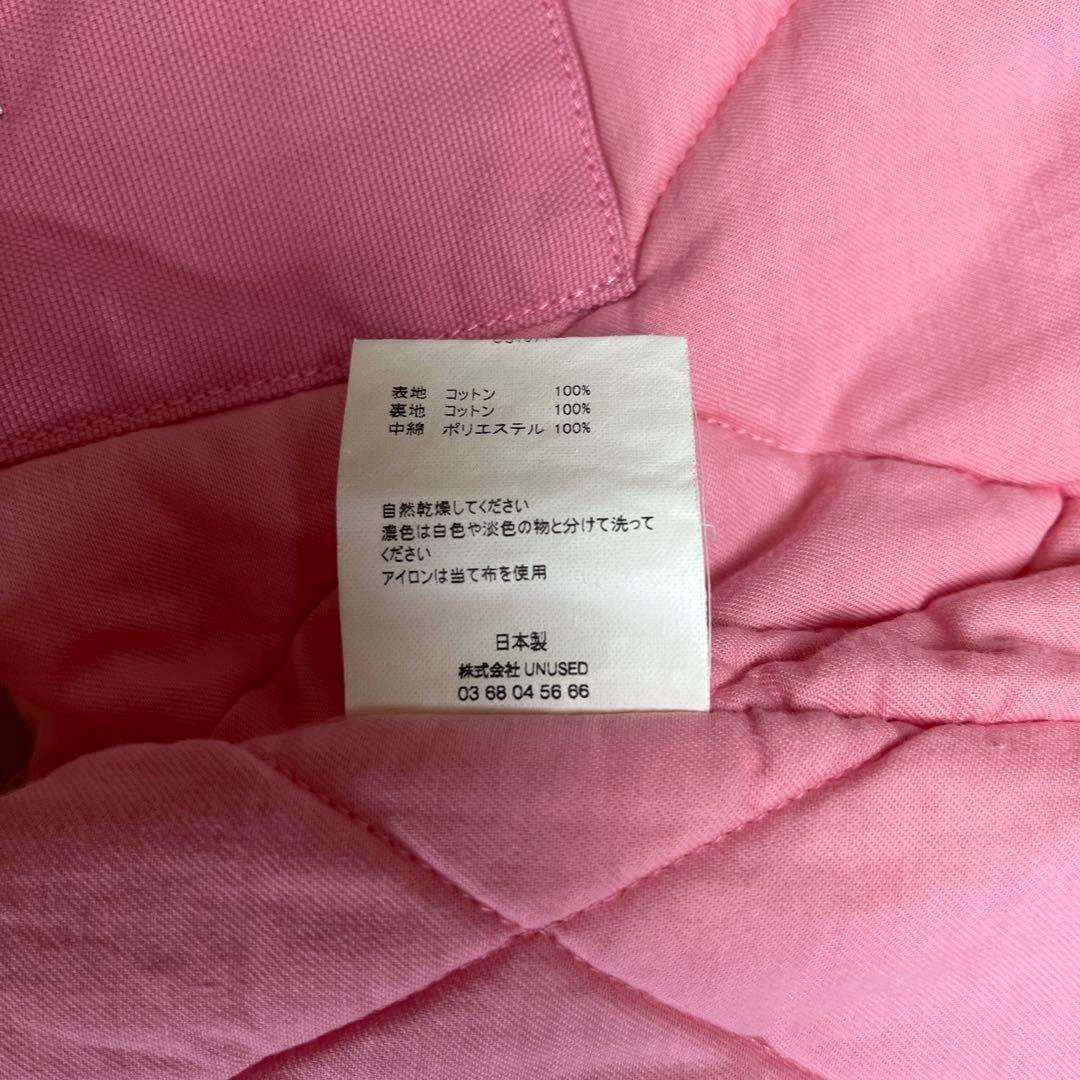 表地 コットン 100%
裏地 コットン 100%
中綿 ポリエステル 100%
自然乾燥してください
濃色は白色や淡色の物と分けて洗って
ください
アイロンは当て布を使用
日本製
株式会社 UNUSED
03 68 04 56 66